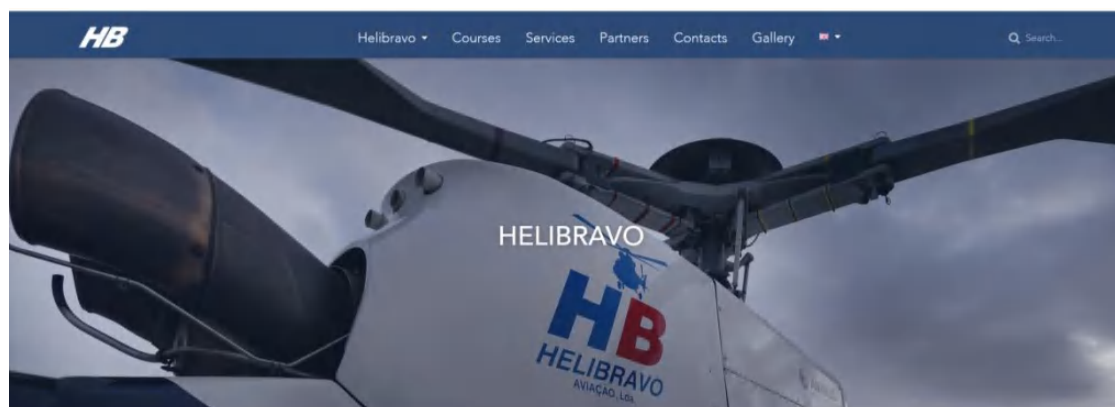 HB
Helibravo Courses Services Partners Contacts Gallery
Search...
HELIBRAVO
HB
HELIBRAVO
AVIAÇÃO, Lda